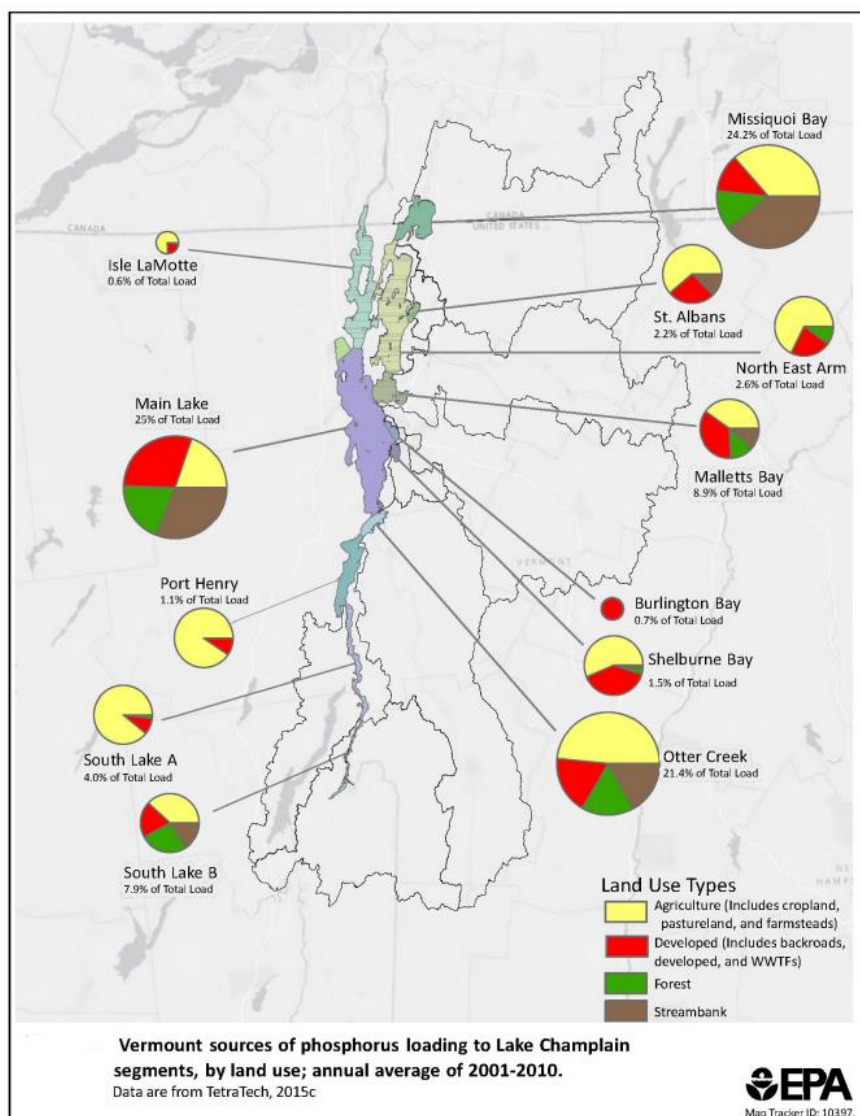 Missiquoi Bay
24.2% of Total Load
CANADA
CANADA
UNITED STATES
Isle LaMotte
0.6% of Total Load
St. Albans
2.2% of Total Load
North East Arm
2.6% of Total Load
Main Lake
25% of Total Load
Malletts Bay
8.9% of Total Load
Port Henry
1.1% of Total Load
VERMONT
Burlington Bay
0.7% of Total Load
Shelburne Bay
1.5% of Total Load
South Lake A
4.0% of Total Load
Otter Creek
21.4% of Total Load
South Lake B
7.9% of Total Load
NEW
HAMPS
Land Use Types
Agriculture (Includes cropland,
pastureland, and farmsteads)
Developed (Includes backroads,
developed, and WWTFs)
Forest
Streambank
Vermount sources of phosphorus loading to Lake Champlain
segments, by land use; annual average of 2001-2010.
Data are from TetraTech, 2015c
EPA
Map Tracker ID: 10397.